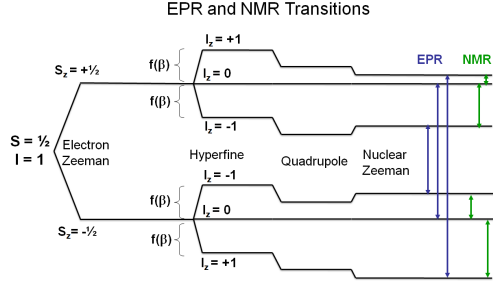 EPR and NMR Transitions
EPR
NMR
Sz= +½
f(β)
f(β)
Iz = +1
Iz = 0
Iz = -1
S = ½
I = 1
Electron
Zeeman
Hyperfine
Quadrupole
Nuclear
Zeeman
Sz= -½
f(β)
f(β)
Iz = -1
Iz = 0
Iz = +1